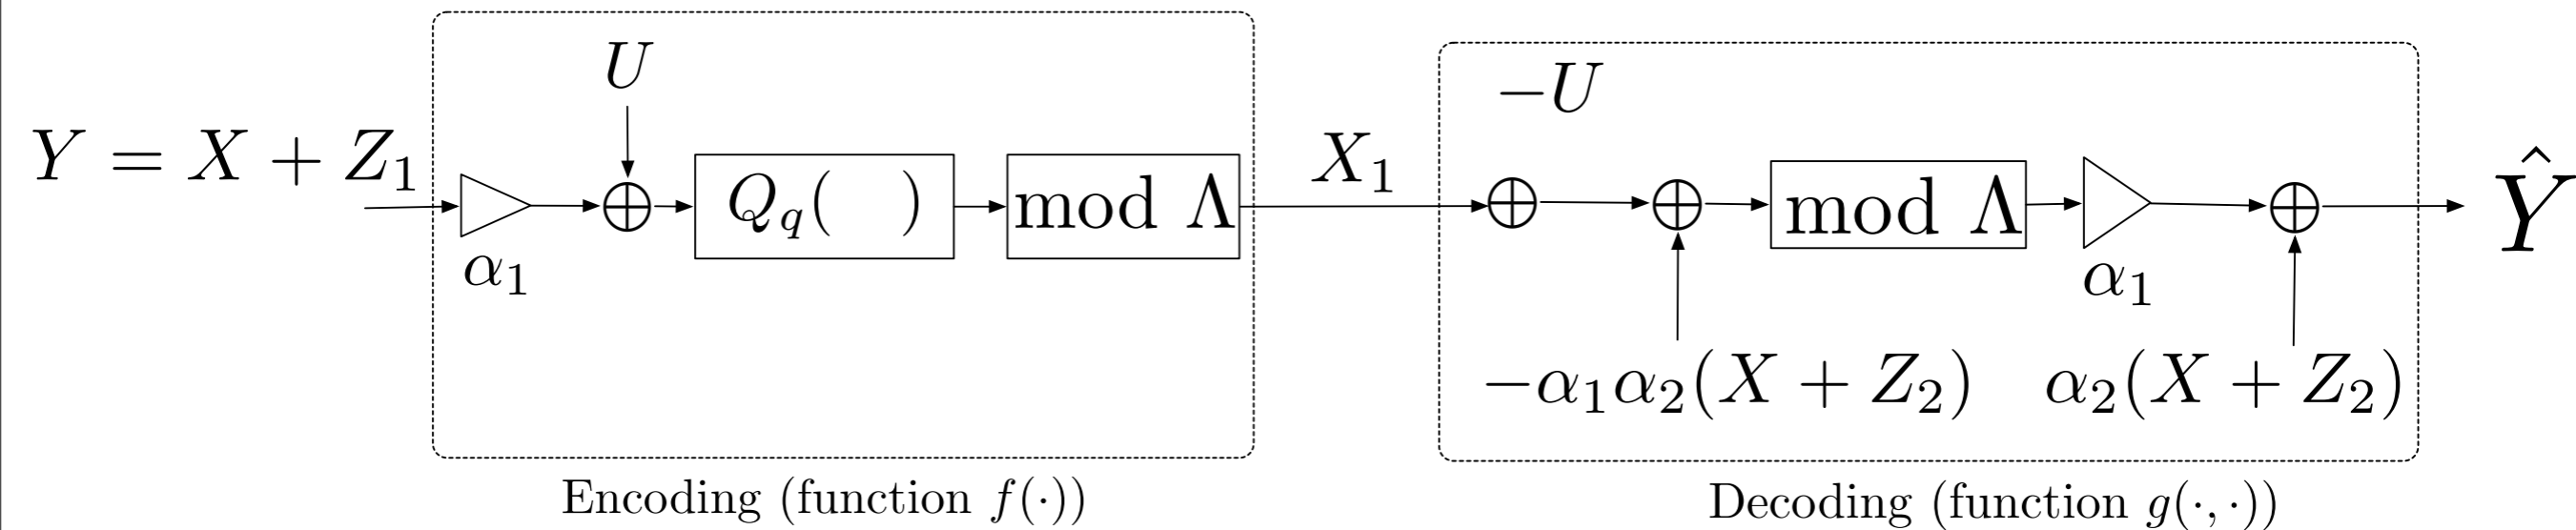 Y = X + Z₁
α₁
U
Q_q( )
mod Λ
X₁
−U
−α₁α₂(X + Z₂)
mod Λ
α₁
α₂(X + Z₂)
Ŷ
Encoding (function f(·))
Decoding (function g(·, ·))